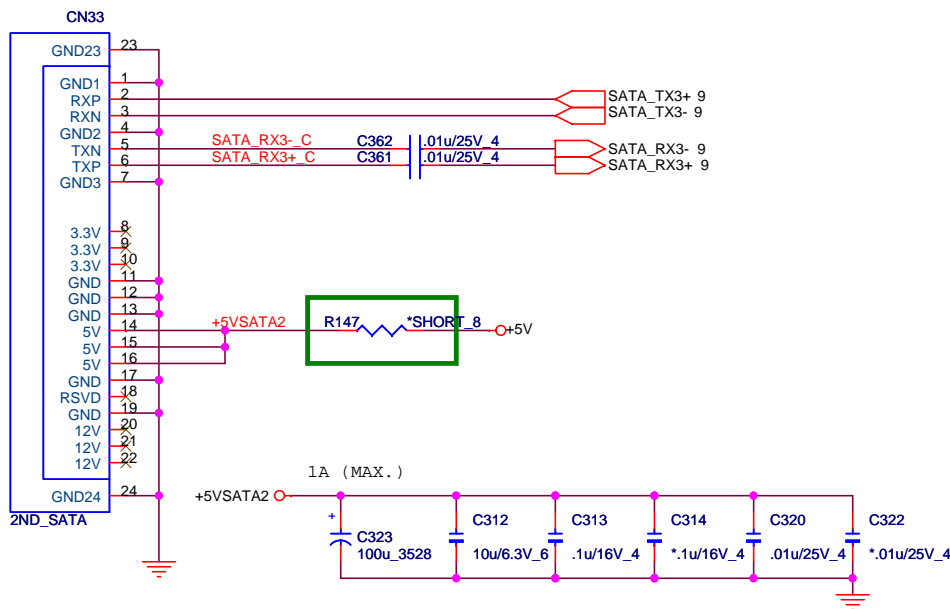 CN33
GND23 23
GND1 1
RXP 2 SATA_TX3+ 9
RXN 3 SATA_TX3- 9
GND2 4
TXN 5 SATA_RX3-_C C362 .01u/25V_4 SATA_RX3- 9
TXP 6 SATA_RX3+_C C361 .01u/25V_4 SATA_RX3+ 9
GND3 7
3.3V 8
3.3V 9
3.3V 10
GND 11
GND 12
GND 13
5V 14 +5VSATA2 R147 *SHORT_8 +5V
5V 15
5V 16
GND 17
RSVD 18
GND 19
12V 20
12V 21
12V 22
GND24 24
2ND_SATA
1A (MAX.)
+5VSATA2
+
C323
100u_3528
C312
10u/6.3V_6
C313
.1u/16V_4
C314
*.1u/16V_4
C320
.01u/25V_4
C322
*.01u/25V_4